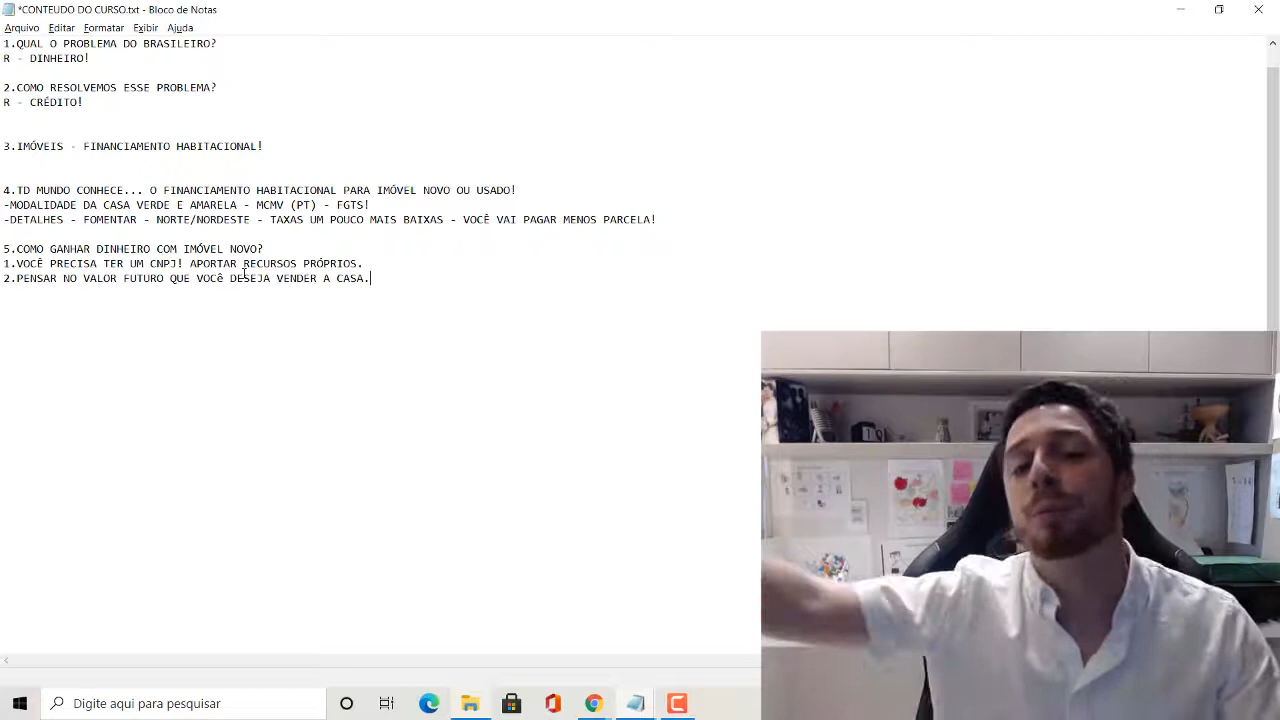 *CONTEUDO DO CURSO.txt - Bloco de Notas
Arquivo Editar Formatar Exibir Ajuda
1.QUAL O PROBLEMA DO BRASILEIRO?
R - DINHEIRO!
2.COMO RESOLVEMOS ESSE PROBLEMA?
R - CRÉDITO!
3.IMÓVEIS - FINANCIAMENTO HABITACIONAL!
4.TD MUNDO CONHECE... O FINANCIAMENTO HABITACIONAL PARA IMÓVEL NOVO OU USADO!
-MODALIDADE DA CASA VERDE E AMARELA - MCMV (PT) - FGTS!
-DETALHES - FOMENTAR - NORTE/NORDESTE - TAXAS UM POUCO MAIS BAIXAS - VOCÊ VAI PAGAR MENOS PARCELA!
5.COMO GANHAR DINHEIRO COM IMÓVEL NOVO?
1.VOCÊ PRECISA TER UM CNPJ! APORTAR RECURSOS PRÓPRIOS.
2.PENSAR NO VALOR FUTURO QUE VOCê DESEJA VENDER A CASA.
Digite aqui para pesquisar